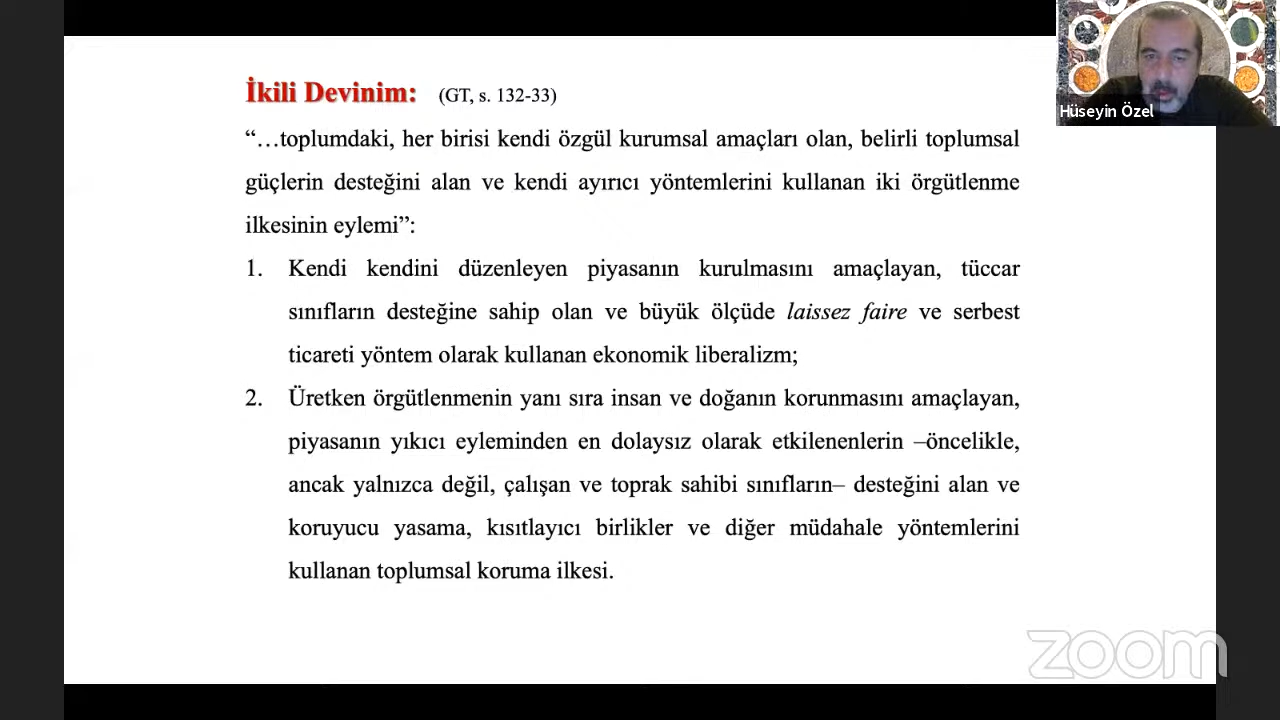 İkili Devinim: (GT, s. 132-33)
“…toplumdaki, her birisi kendi özgül kurumsal amaçları olan, belirli toplumsal
güçlerin desteğini alan ve kendi ayırıcı yöntemlerini kullanan iki örgütlenme
ilkesinin eylemi”:
1. Kendi kendini düzenleyen piyasanın kurulmasını amaçlayan, tüccar
sınıfların desteğine sahip olan ve büyük ölçüde laissez faire ve serbest
ticareti yöntem olarak kullanan ekonomik liberalizm;
2. Üretken örgütlenmenin yanı sıra insan ve doğanın korunmasını amaçlayan,
piyasanın yıkıcı eyleminden en dolaysız olarak etkilenenlerin –öncelikle,
ancak yalnızca değil, çalışan ve toprak sahibi sınıfların– desteğini alan ve
koruyucu yasama, kısıtlayıcı birlikler ve diğer müdahale yöntemlerini
kullanan toplumsal koruma ilkesi.
Hüseyin Özel
zoom